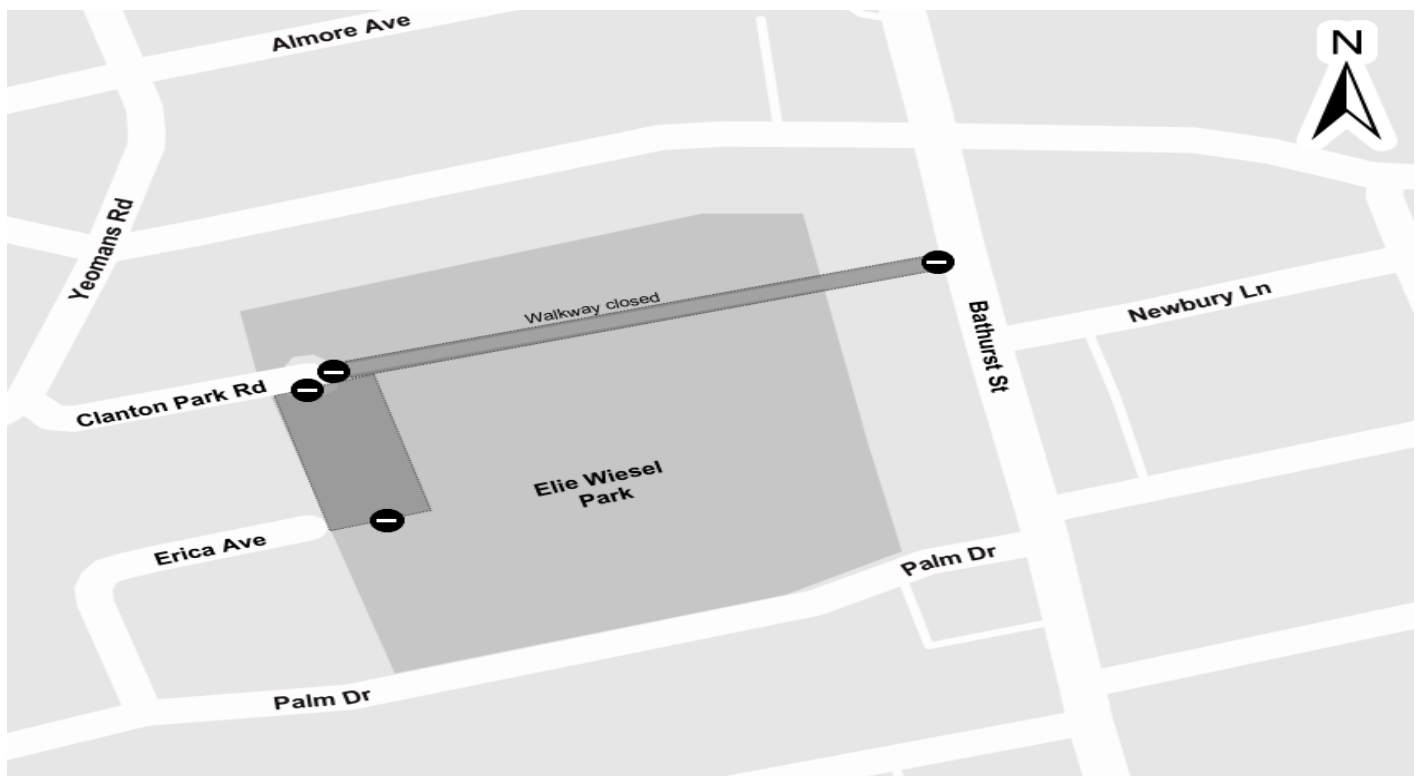 Almore Ave
N
Yeomans Rd
Walkway closed
Newbury Ln
Bathurst St
Clanton Park Rd
Elie Wiesel
Park
Erica Ave
Palm Dr
Palm Dr